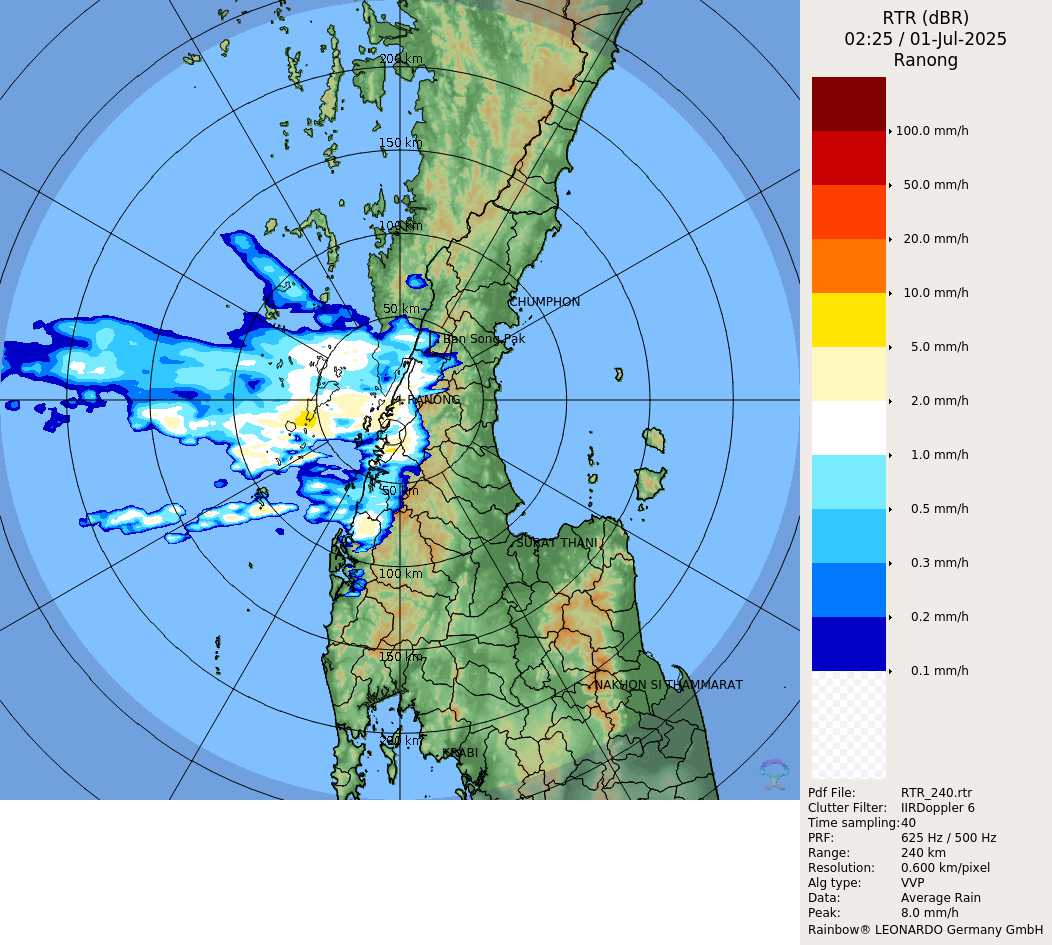 RTR (dBR)
02:25 / 01-Jul-2025
Ranong
200 km
150 km
100 km
50 km
CHUMPHON
Ban Song Pak
RANONG
50 km
SURAT THANI
100 km
150 km
NAKHON SI THAMMARAT
200 km
KRABI
100.0 mm/h
50.0 mm/h
20.0 mm/h
10.0 mm/h
5.0 mm/h
2.0 mm/h
1.0 mm/h
0.5 mm/h
0.3 mm/h
0.2 mm/h
0.1 mm/h
Pdf File: RTR_240.rtr
Clutter Filter: IIRDoppler 6
Time sampling: 40
PRF: 625 Hz / 500 Hz
Range: 240 km
Resolution: 0.600 km/pixel
Alg type: VVP
Data: Average Rain
Peak: 8.0 mm/h
Rainbow® LEONARDO Germany GmbH